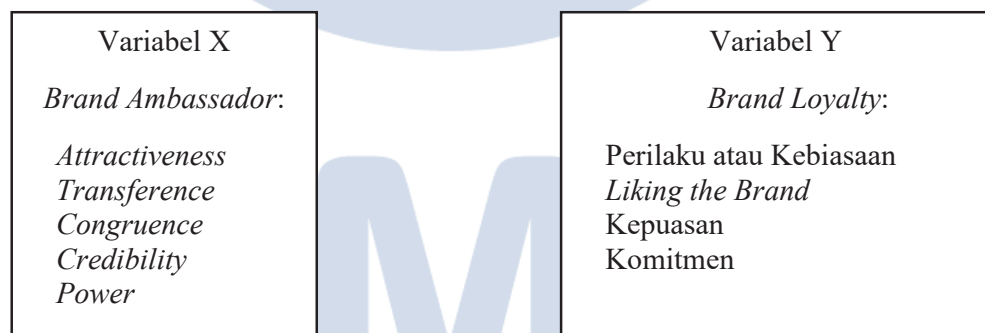 Variabel X
Brand Ambassador:
Attractiveness
Transference
Congruence
Credibility
Power
Variabel Y
Brand Loyalty:
Perilaku atau Kebiasaan
Liking the Brand
Kepuasan
Komitmen